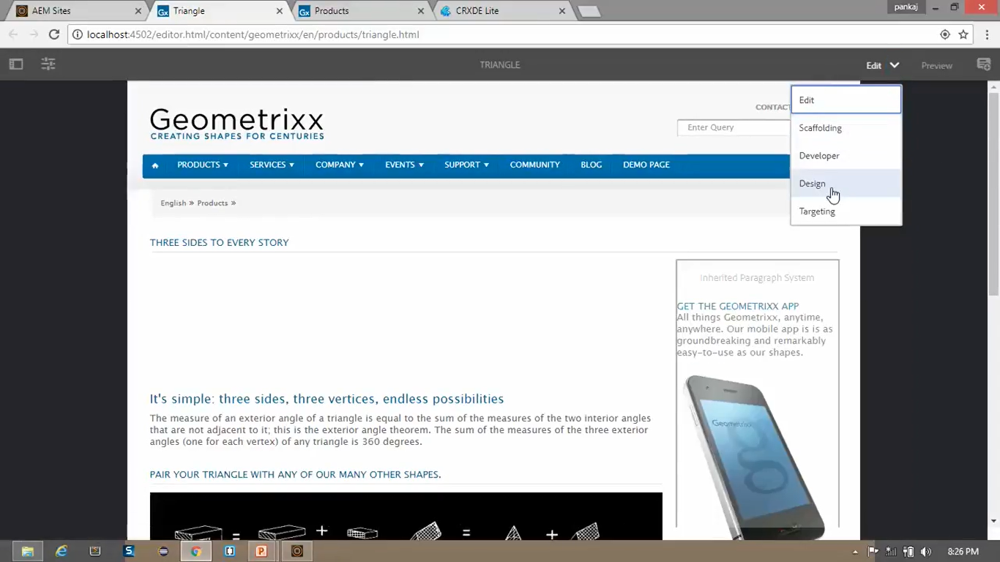 AEM Sites
Triangle
Products
CRXDE Lite
pankaj
localhost:4502/editor.html/content/geometrixx/en/products/triangle.html
TRIANGLE
Edit
Preview
Edit
Scaffolding
Developer
Design
Targeting
Geometrixx
CREATING SHAPES FOR CENTURIES
CONTACT
Enter Query
PRODUCTS SERVICES COMPANY EVENTS SUPPORT COMMUNITY BLOG DEMO PAGE
English » Products »
THREE SIDES TO EVERY STORY
Inherited Paragraph System
GET THE GEOMETRIXX APP
All things Geometrixx, anytime,
anywhere. Our mobile app is is as
groundbreaking and remarkably
easy-to-use as our shapes.
Geometrixx
It's simple: three sides, three vertices, endless possibilities
The measure of an exterior angle of a triangle is equal to the sum of the measures of the two interior angles
that are not adjacent to it; this is the exterior angle theorem. The sum of the measures of the three exterior
angles (one for each vertex) of any triangle is 360 degrees.
PAIR YOUR TRIANGLE WITH ANY OF OUR MANY OTHER SHAPES.
= + = +
8:26 PM